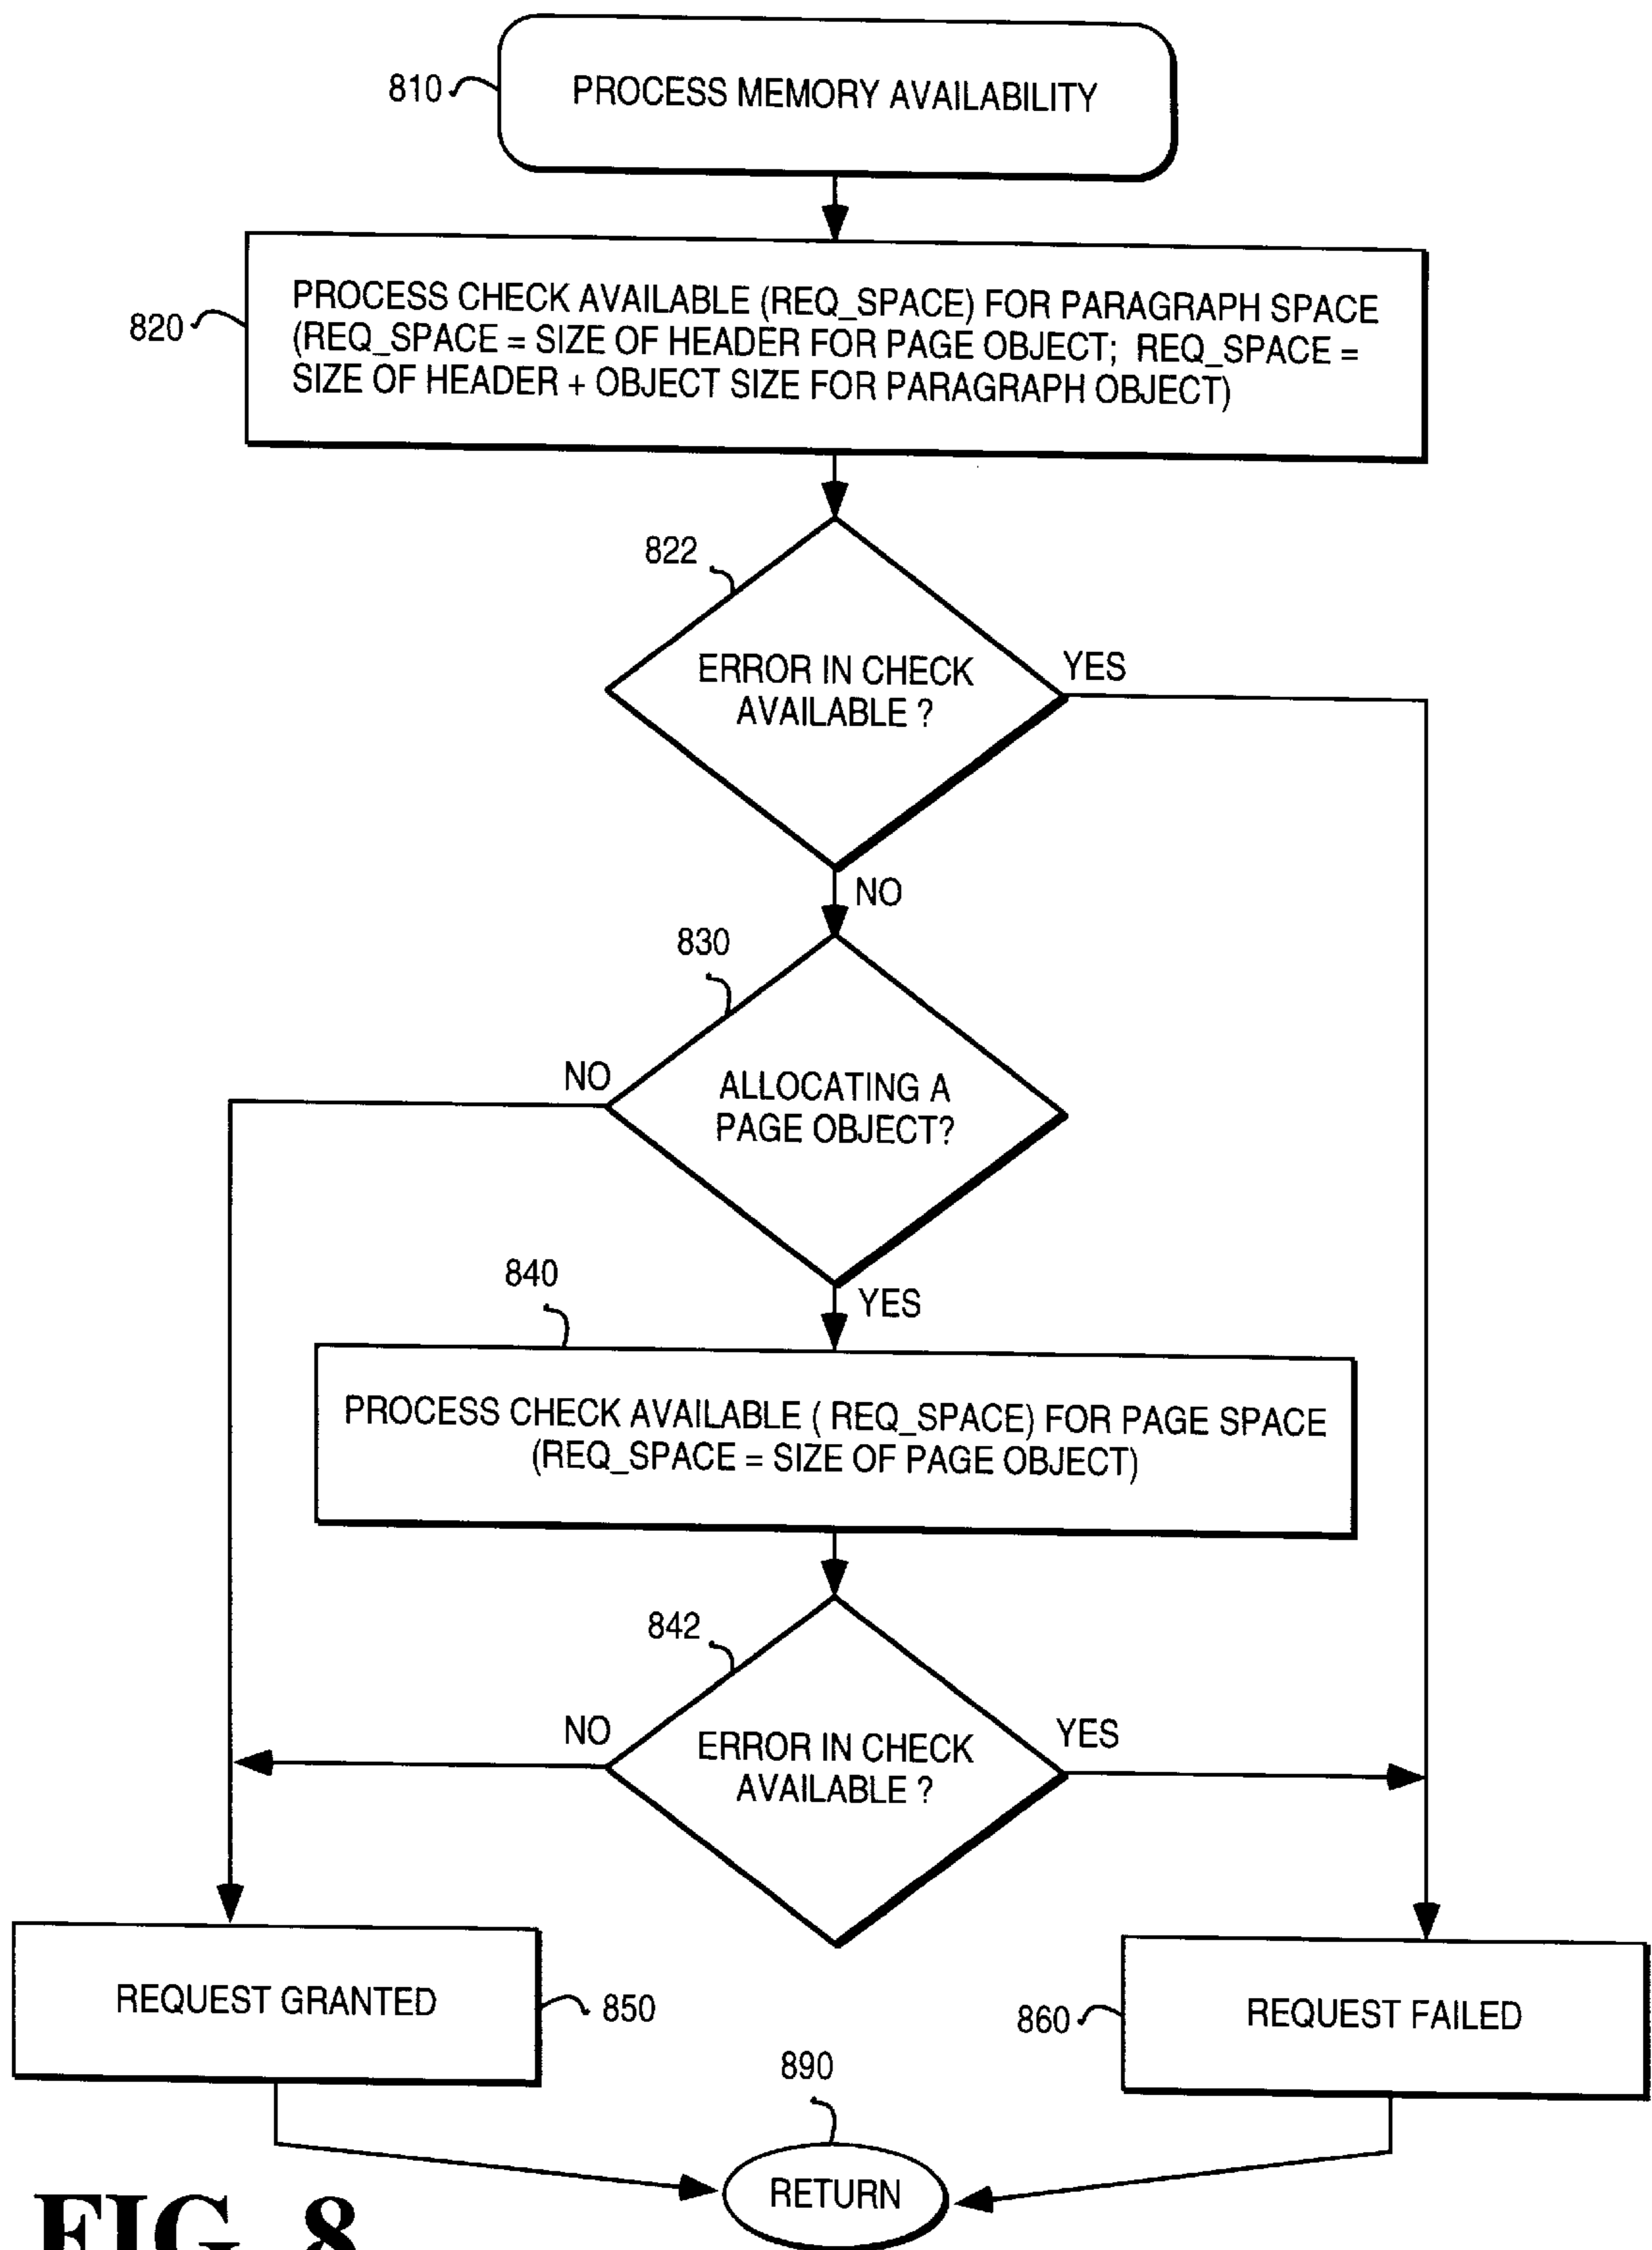 810
PROCESS MEMORY AVAILABILITY
820
PROCESS CHECK AVAILABLE (REQ_SPACE) FOR PARAGRAPH SPACE
(REQ_SPACE = SIZE OF HEADER FOR PAGE OBJECT; REQ_SPACE =
SIZE OF HEADER + OBJECT SIZE FOR PARAGRAPH OBJECT)
822
ERROR IN CHECK
AVAILABLE ?
YES
NO
830
NO
ALLOCATING A
PAGE OBJECT?
840
YES
PROCESS CHECK AVAILABLE ( REQ_SPACE) FOR PAGE SPACE
(REQ_SPACE = SIZE OF PAGE OBJECT)
842
NO
ERROR IN CHECK
AVAILABLE ?
YES
REQUEST GRANTED
850
860
REQUEST FAILED
890
RETURN
FIG. 8